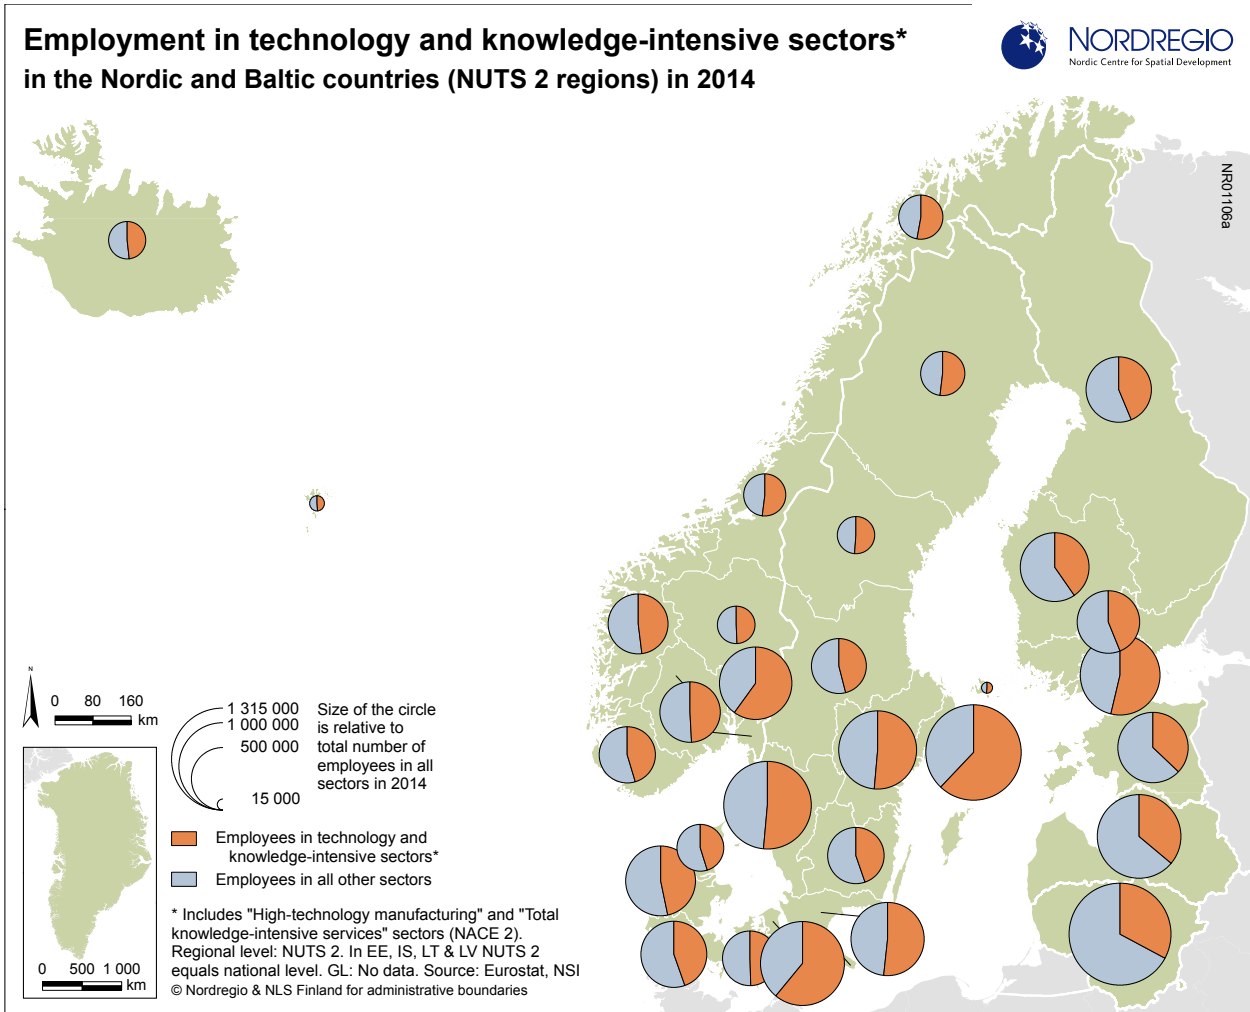 Employment in technology and knowledge-intensive sectors*
in the Nordic and Baltic countries (NUTS 2 regions) in 2014
NORDREGIO
Nordic Centre for Spatial Development
NR01106a
N
0 80 160
km
1 315 000
1 000 000
500 000
15 000
Size of the circle
is relative to
total number of
employees in all
sectors in 2014
Employees in technology and
knowledge-intensive sectors*
Employees in all other sectors
* Includes "High-technology manufacturing" and "Total
knowledge-intensive services" sectors (NACE 2).
Regional level: NUTS 2. In EE, IS, LT & LV NUTS 2
equals national level. GL: No data. Source: Eurostat, NSI
© Nordregio & NLS Finland for administrative boundaries
0 500 1 000
km